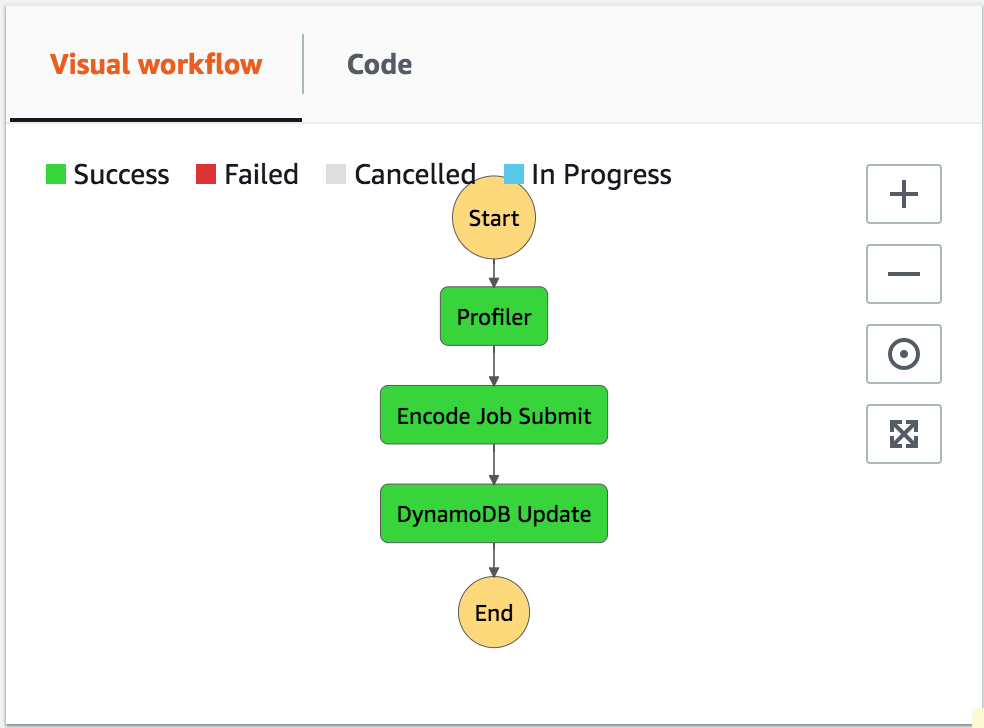 Visual workflow
Code
Success Failed Cancelled In Progress
Start
Profiler
Encode Job Submit
DynamoDB Update
End